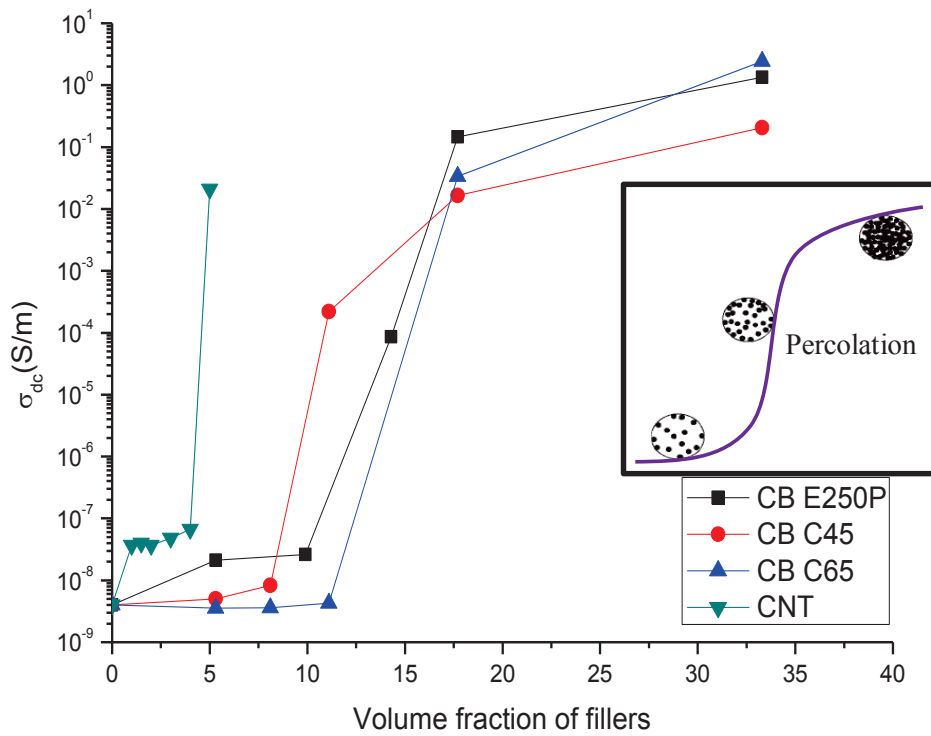 10^1
10^0
10^-1
10^-2
10^-3
10^-4
10^-5
10^-6
10^-7
10^-8
10^-9
σ_dc(S/m)
0 5 10 15 20 25 30 35 40
Volume fraction of fillers
Percolation
CB E250P
CB C45
CB C65
CNT